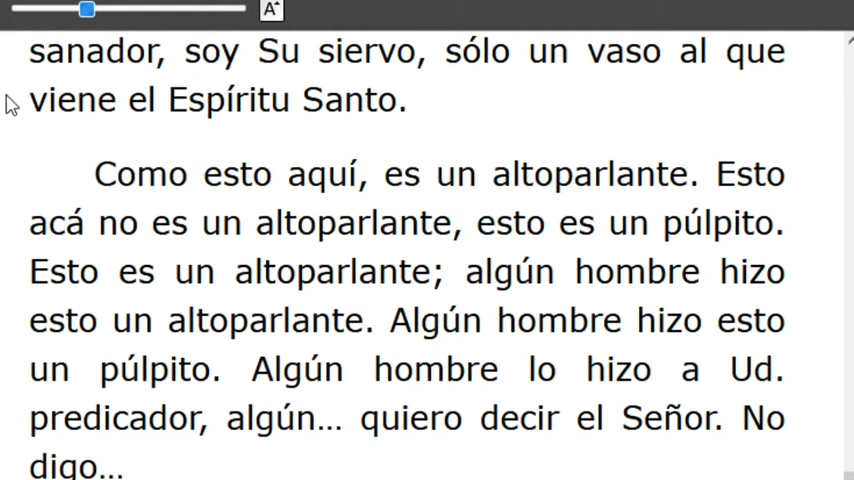 A
sanador, soy Su siervo, sólo un vaso al que
viene el Espíritu Santo.
Como esto aquí, es un altoparlante. Esto
acá no es un altoparlante, esto es un púlpito.
Esto es un altoparlante; algún hombre hizo
esto un altoparlante. Algún hombre hizo esto
un púlpito. Algún hombre lo hizo a Ud.
predicador, algún... quiero decir el Señor. No
digo...